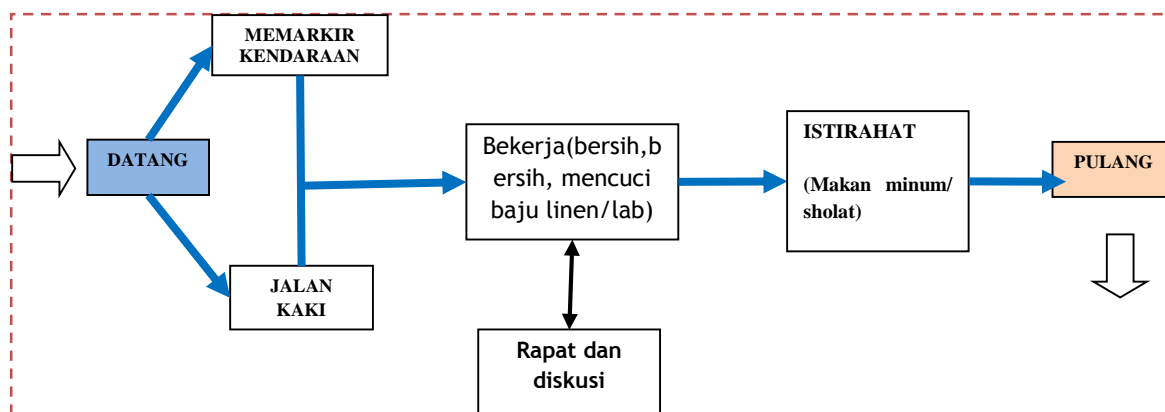 MEMARKIR
KENDARAAN
DATANG
JALAN
KAKI
Bekerja(bersih,b
ersih, mencuci
baju linen/lab)
Rapat dan
diskusi
ISTIRAHAT
(Makan minum/
sholat)
PULANG